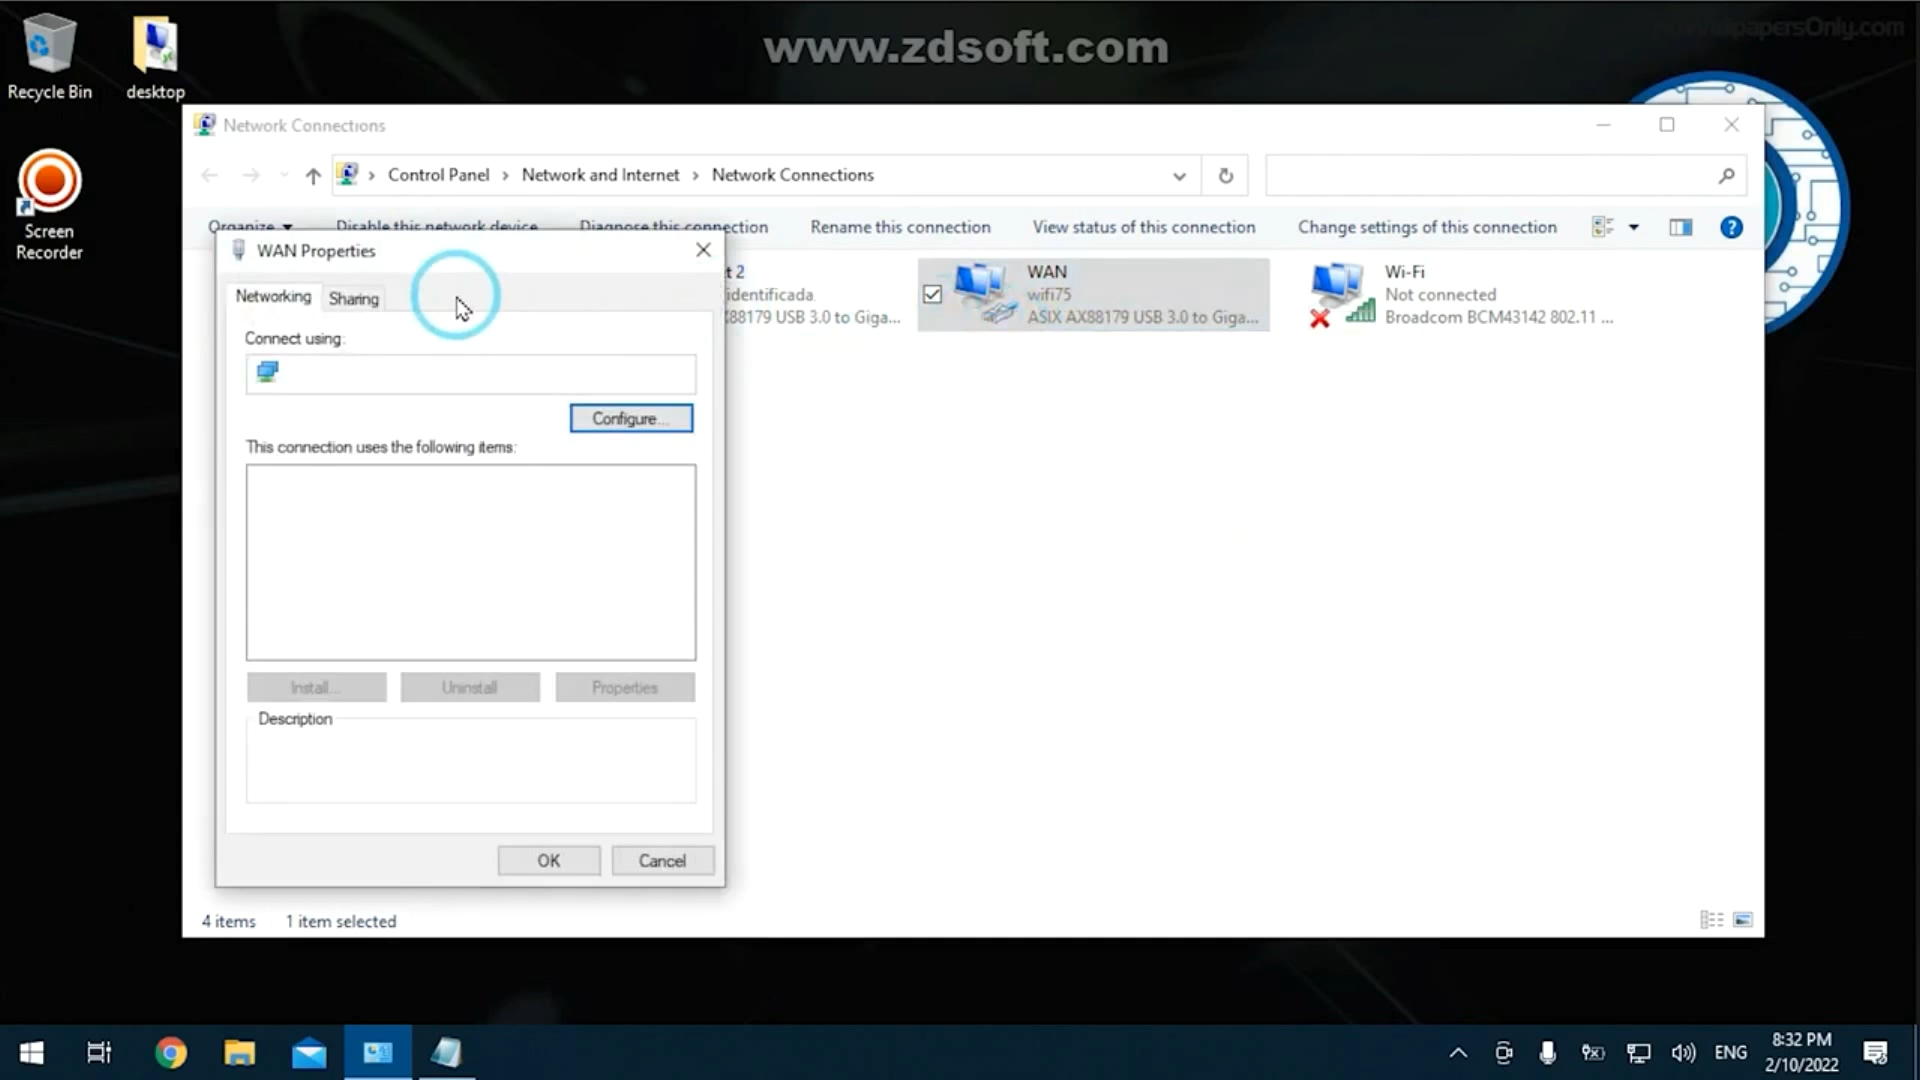 www.zdsoft.com
papersOnly.com
Recycle Bin
desktop
Screen
Recorder
Network Connections
Control Panel
Network and Internet
Network Connections
Organize
Disable this network device
Diagnose this connection
Rename this connection
View status of this connection
Change settings of this connection
WAN Properties
Networking
Sharing
Connect using:
Configure...
This connection uses the following items:
Install...
Uninstall
Properties
Description
OK
Cancel
t 2
identificada
88179 USB 3.0 to Giga...
WAN
wifi75
ASIX AX88179 USB 3.0 to Giga...
Wi-Fi
Not connected
Broadcom BCM43142 802.11 ...
4 items
1 item selected
ENG
8:32 PM
2/10/2022